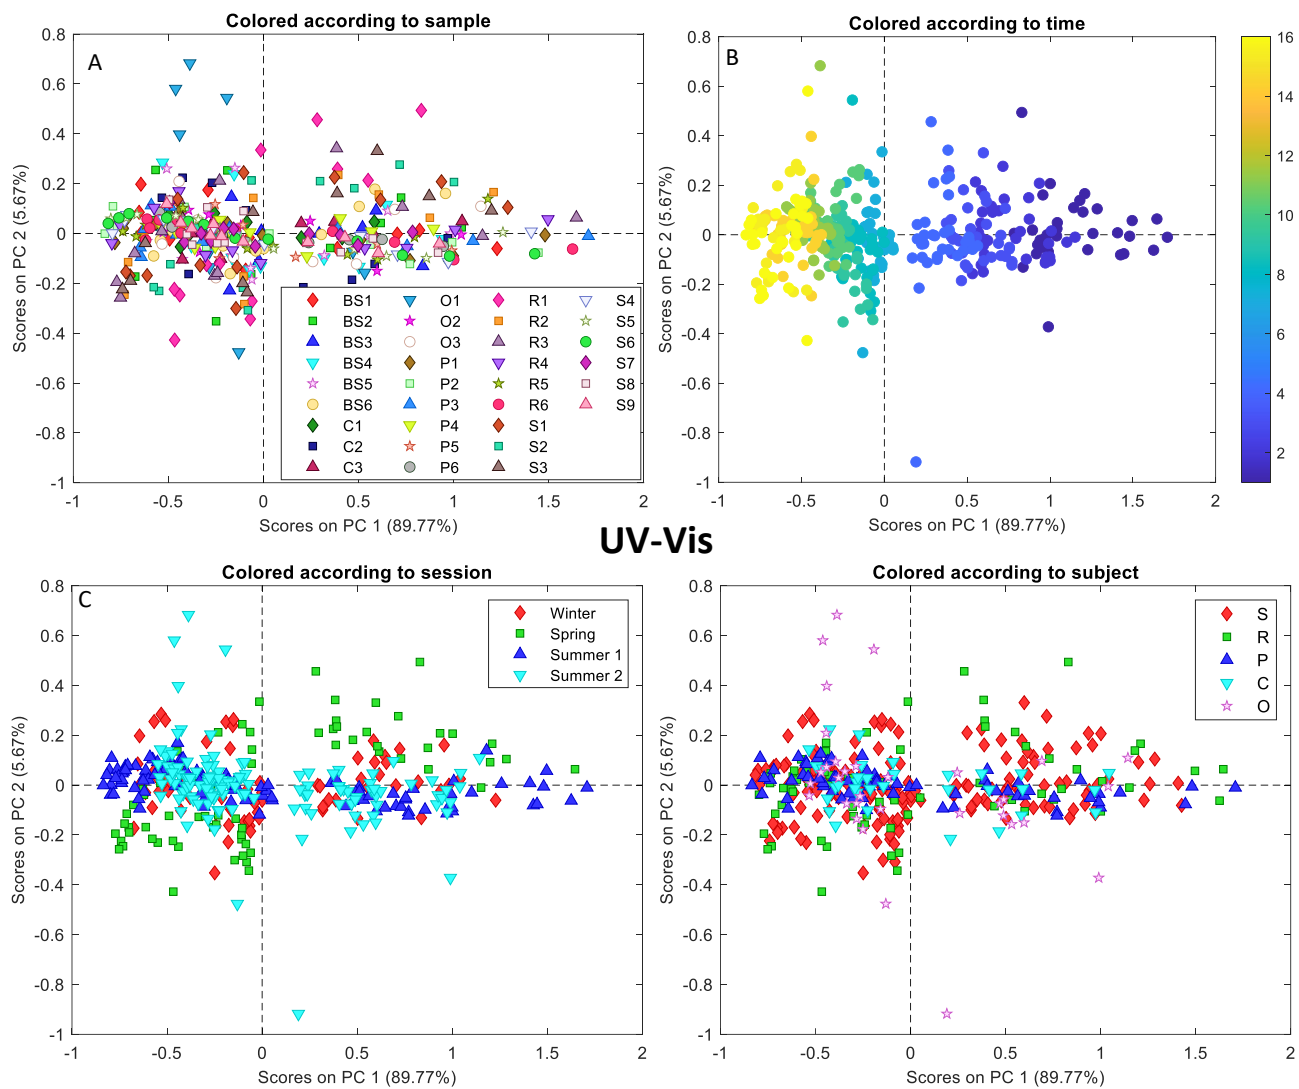 Colored according to sample
A
0.8
0.6
0.4
0.2
0
-0.2
-0.4
-0.6
-0.8
-1
Scores on PC 2 (5.67%)
-1 -0.5 0 0.5 1 1.5 2
Scores on PC 1 (89.77%)
BS1 O1 R1 S4
BS2 O2 R2 S5
BS3 O3 R3 S6
BS4 P1 R4 S7
BS5 P2 R5 S8
BS6 P3 R6 S9
C1 P4 S1
C2 P5 S2
C3 P6 S3
Colored according to time
B
0.8
0.6
0.4
0.2
0
-0.2
-0.4
-0.6
-0.8
-1
Scores on PC 2 (5.67%)
-1 -0.5 0 0.5 1 1.5 2
Scores on PC 1 (89.77%)
16
14
12
10
8
6
4
2
UV-Vis
Colored according to session
C
0.8
0.6
0.4
0.2
0
-0.2
-0.4
-0.6
-0.8
-1
Scores on PC 2 (5.67%)
-1 -0.5 0 0.5 1 1.5 2
Scores on PC 1 (89.77%)
Winter
Spring
Summer 1
Summer 2
Colored according to subject
0.8
0.6
0.4
0.2
0
-0.2
-0.4
-0.6
-0.8
-1
Scores on PC 2 (5.67%)
-1 -0.5 0 0.5 1 1.5 2
Scores on PC 1 (89.77%)
S
R
P
C
O